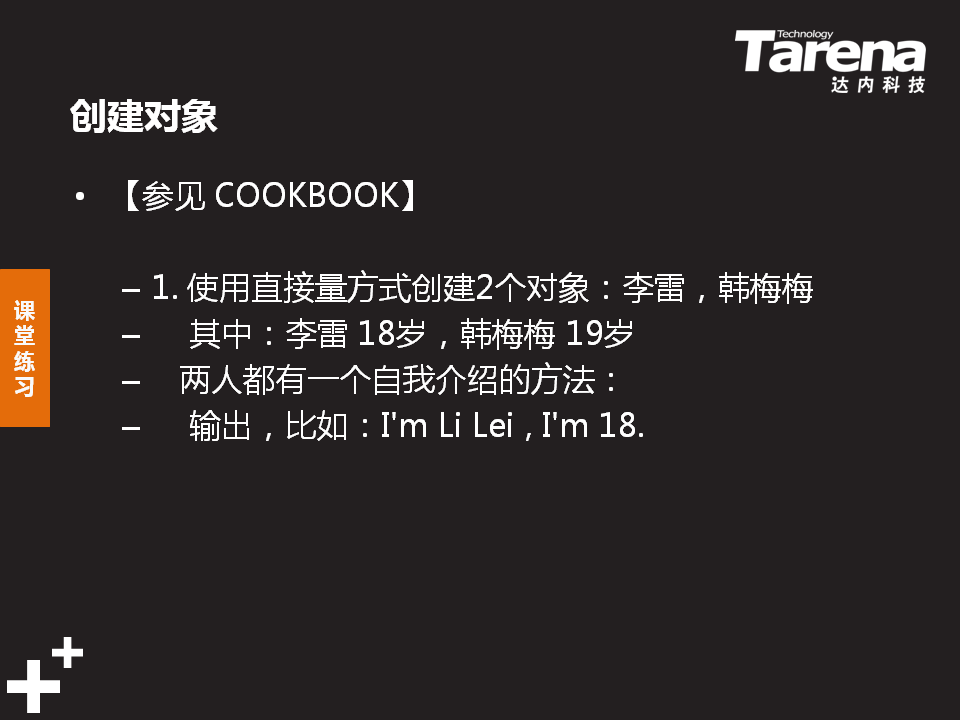 Technology
Tarena
达内科技
创建对象
• 【参见 COOKBOOK】
– 1. 使用直接量方式创建2个对象：李雷，韩梅梅
– 其中：李雷 18岁，韩梅梅 19岁
– 两人都有一个自我介绍的方法：
– 输出，比如：I'm Li Lei , I'm 18.
课堂练习